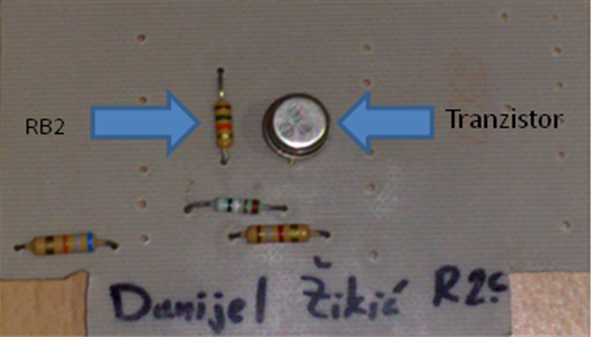 RB2
Tranzistor
Danijel Žikić R2c